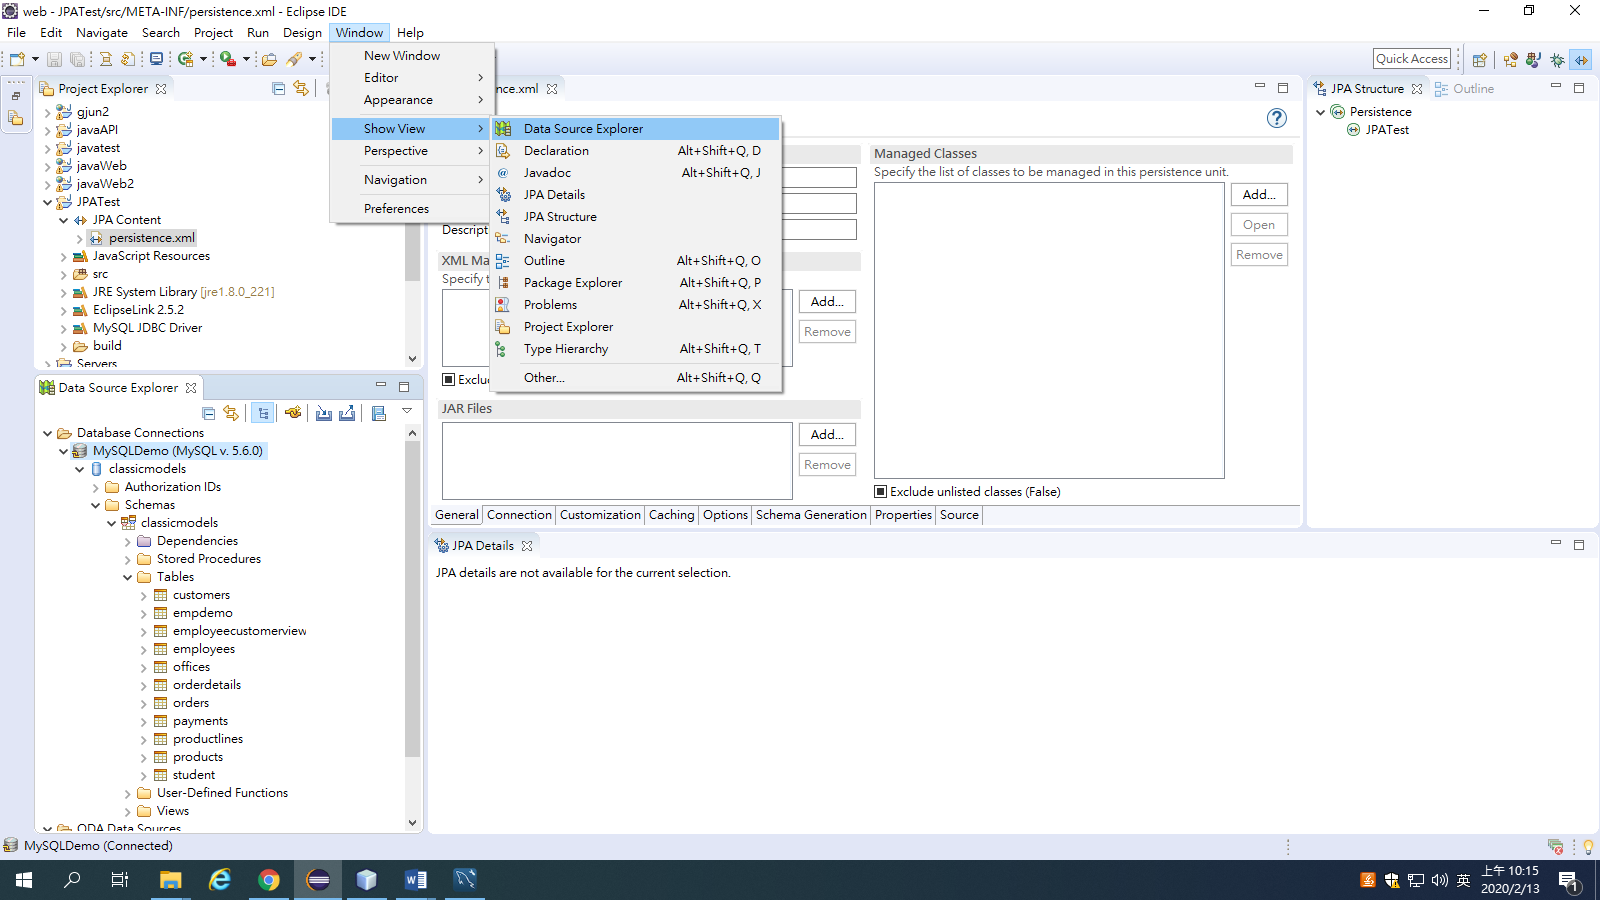 web - JPATest/src/META-INF/persistence.xml - Eclipse IDE
File Edit Navigate Search Project Run Design Window Help
Quick Access
New Window
Editor
Appearance
Show View
Perspective
Navigation
Preferences
Data Source Explorer
Declaration Alt+Shift+Q, D
Javadoc Alt+Shift+Q, J
JPA Details
JPA Structure
Navigator
Outline Alt+Shift+Q, O
Package Explorer Alt+Shift+Q, P
Problems Alt+Shift+Q, X
Project Explorer
Type Hierarchy Alt+Shift+Q, T
Other... Alt+Shift+Q, Q
Project Explorer
gjun2
javaAPI
javatest
javaWeb
javaWeb2
JPATest
JPA Content
persistence.xml
JavaScript Resources
src
JRE System Library [jre1.8.0_221]
EclipseLink 2.5.2
MySQL JDBC Driver
build
Servers
Data Source Explorer
Database Connections
MySQLDemo (MySQL v. 5.6.0)
classicmodels
Authorization IDs
Schemas
classicmodels
Dependencies
Stored Procedures
Tables
customers
empdemo
employeecustomerview
employees
offices
orderdetails
orders
payments
productlines
products
student
User-Defined Functions
Views
ODA Data Sources
nce.xml
Descript
XML Ma
Specify t
Add...
Remove
Exclu
JAR Files
Add...
Remove
Managed Classes
Specify the list of classes to be managed in this persistence unit.
Add...
Open
Remove
Exclude unlisted classes (False)
General Connection Customization Caching Options Schema Generation Properties Source
JPA Details
JPA details are not available for the current selection.
JPA Structure Outline
Persistence
JPATest
MySQLDemo (Connected)
英
上午 10:15
2020/2/13
1